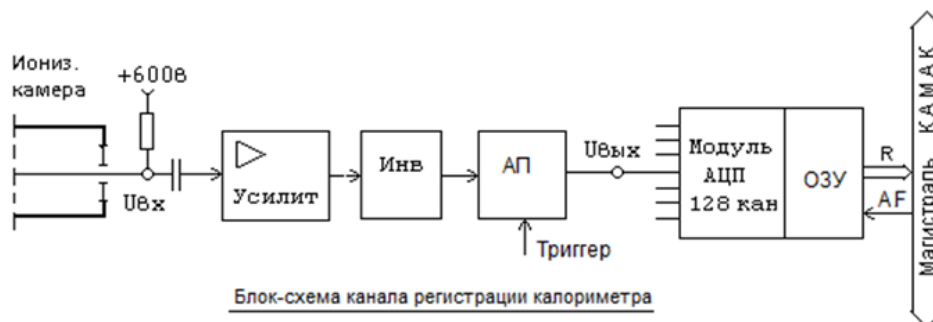 Иониз.
камера
+600в
Uвх
Усилит
Инв
АП
Триггер
Uвых
Модуль
АЦП
128 кан
ОЗУ
R
AF
Магистраль КАМАК
Блок-схема канала регистрации калориметра